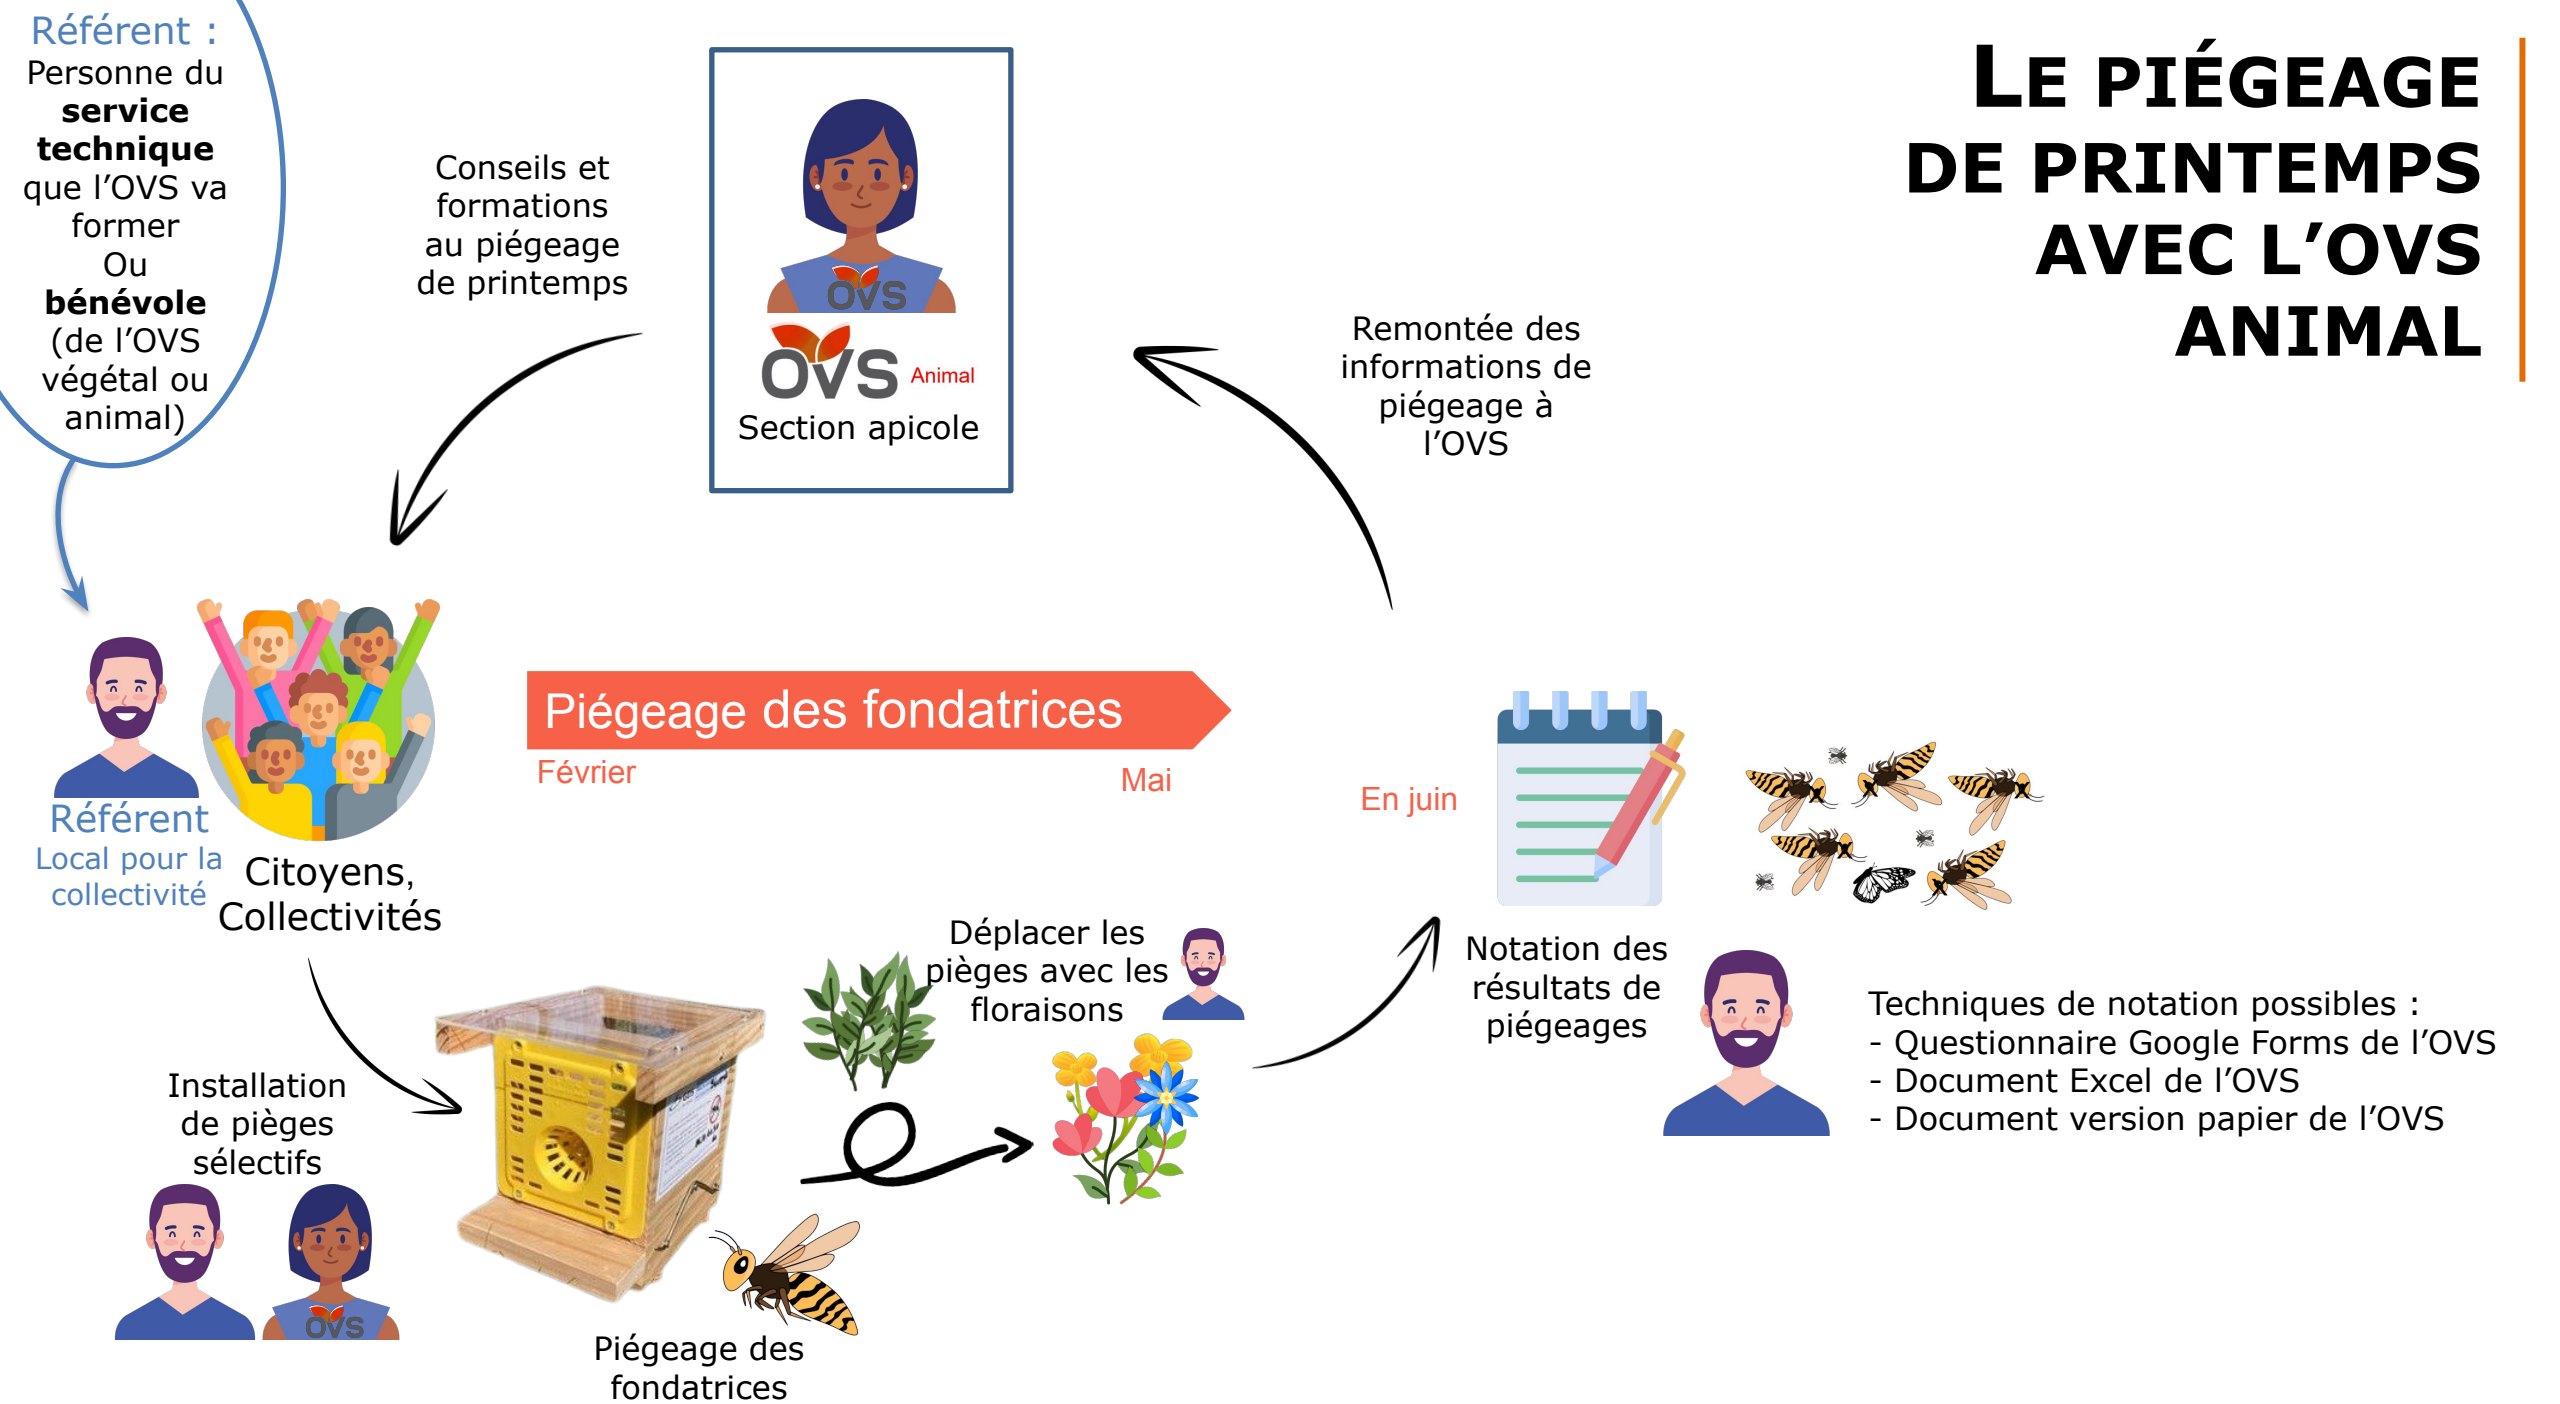 Référent :
Personne du
service
technique
que l’OVS va
former
Ou
bénévole
(de l’OVS
végétal ou
animal)
Conseils et
formations
au piégeage
de printemps
OVS
OVS Animal
Section apicole
Remontée des
informations de
piégeage à
l’OVS
LE PIÉGEAGE
DE PRINTEMPS
AVEC L’OVS
ANIMAL
Référent
Local pour la
collectivité
Citoyens,
Collectivités
Piégeage des fondatrices
Février
Mai
En juin
Installation
de pièges
sélectifs
OVS
Piégeage des
fondatrices
Déplacer les
pièges avec les
floraisons
Notation des
résultats de
piégeages
Techniques de notation possibles :
- Questionnaire Google Forms de l’OVS
- Document Excel de l’OVS
- Document version papier de l’OVS